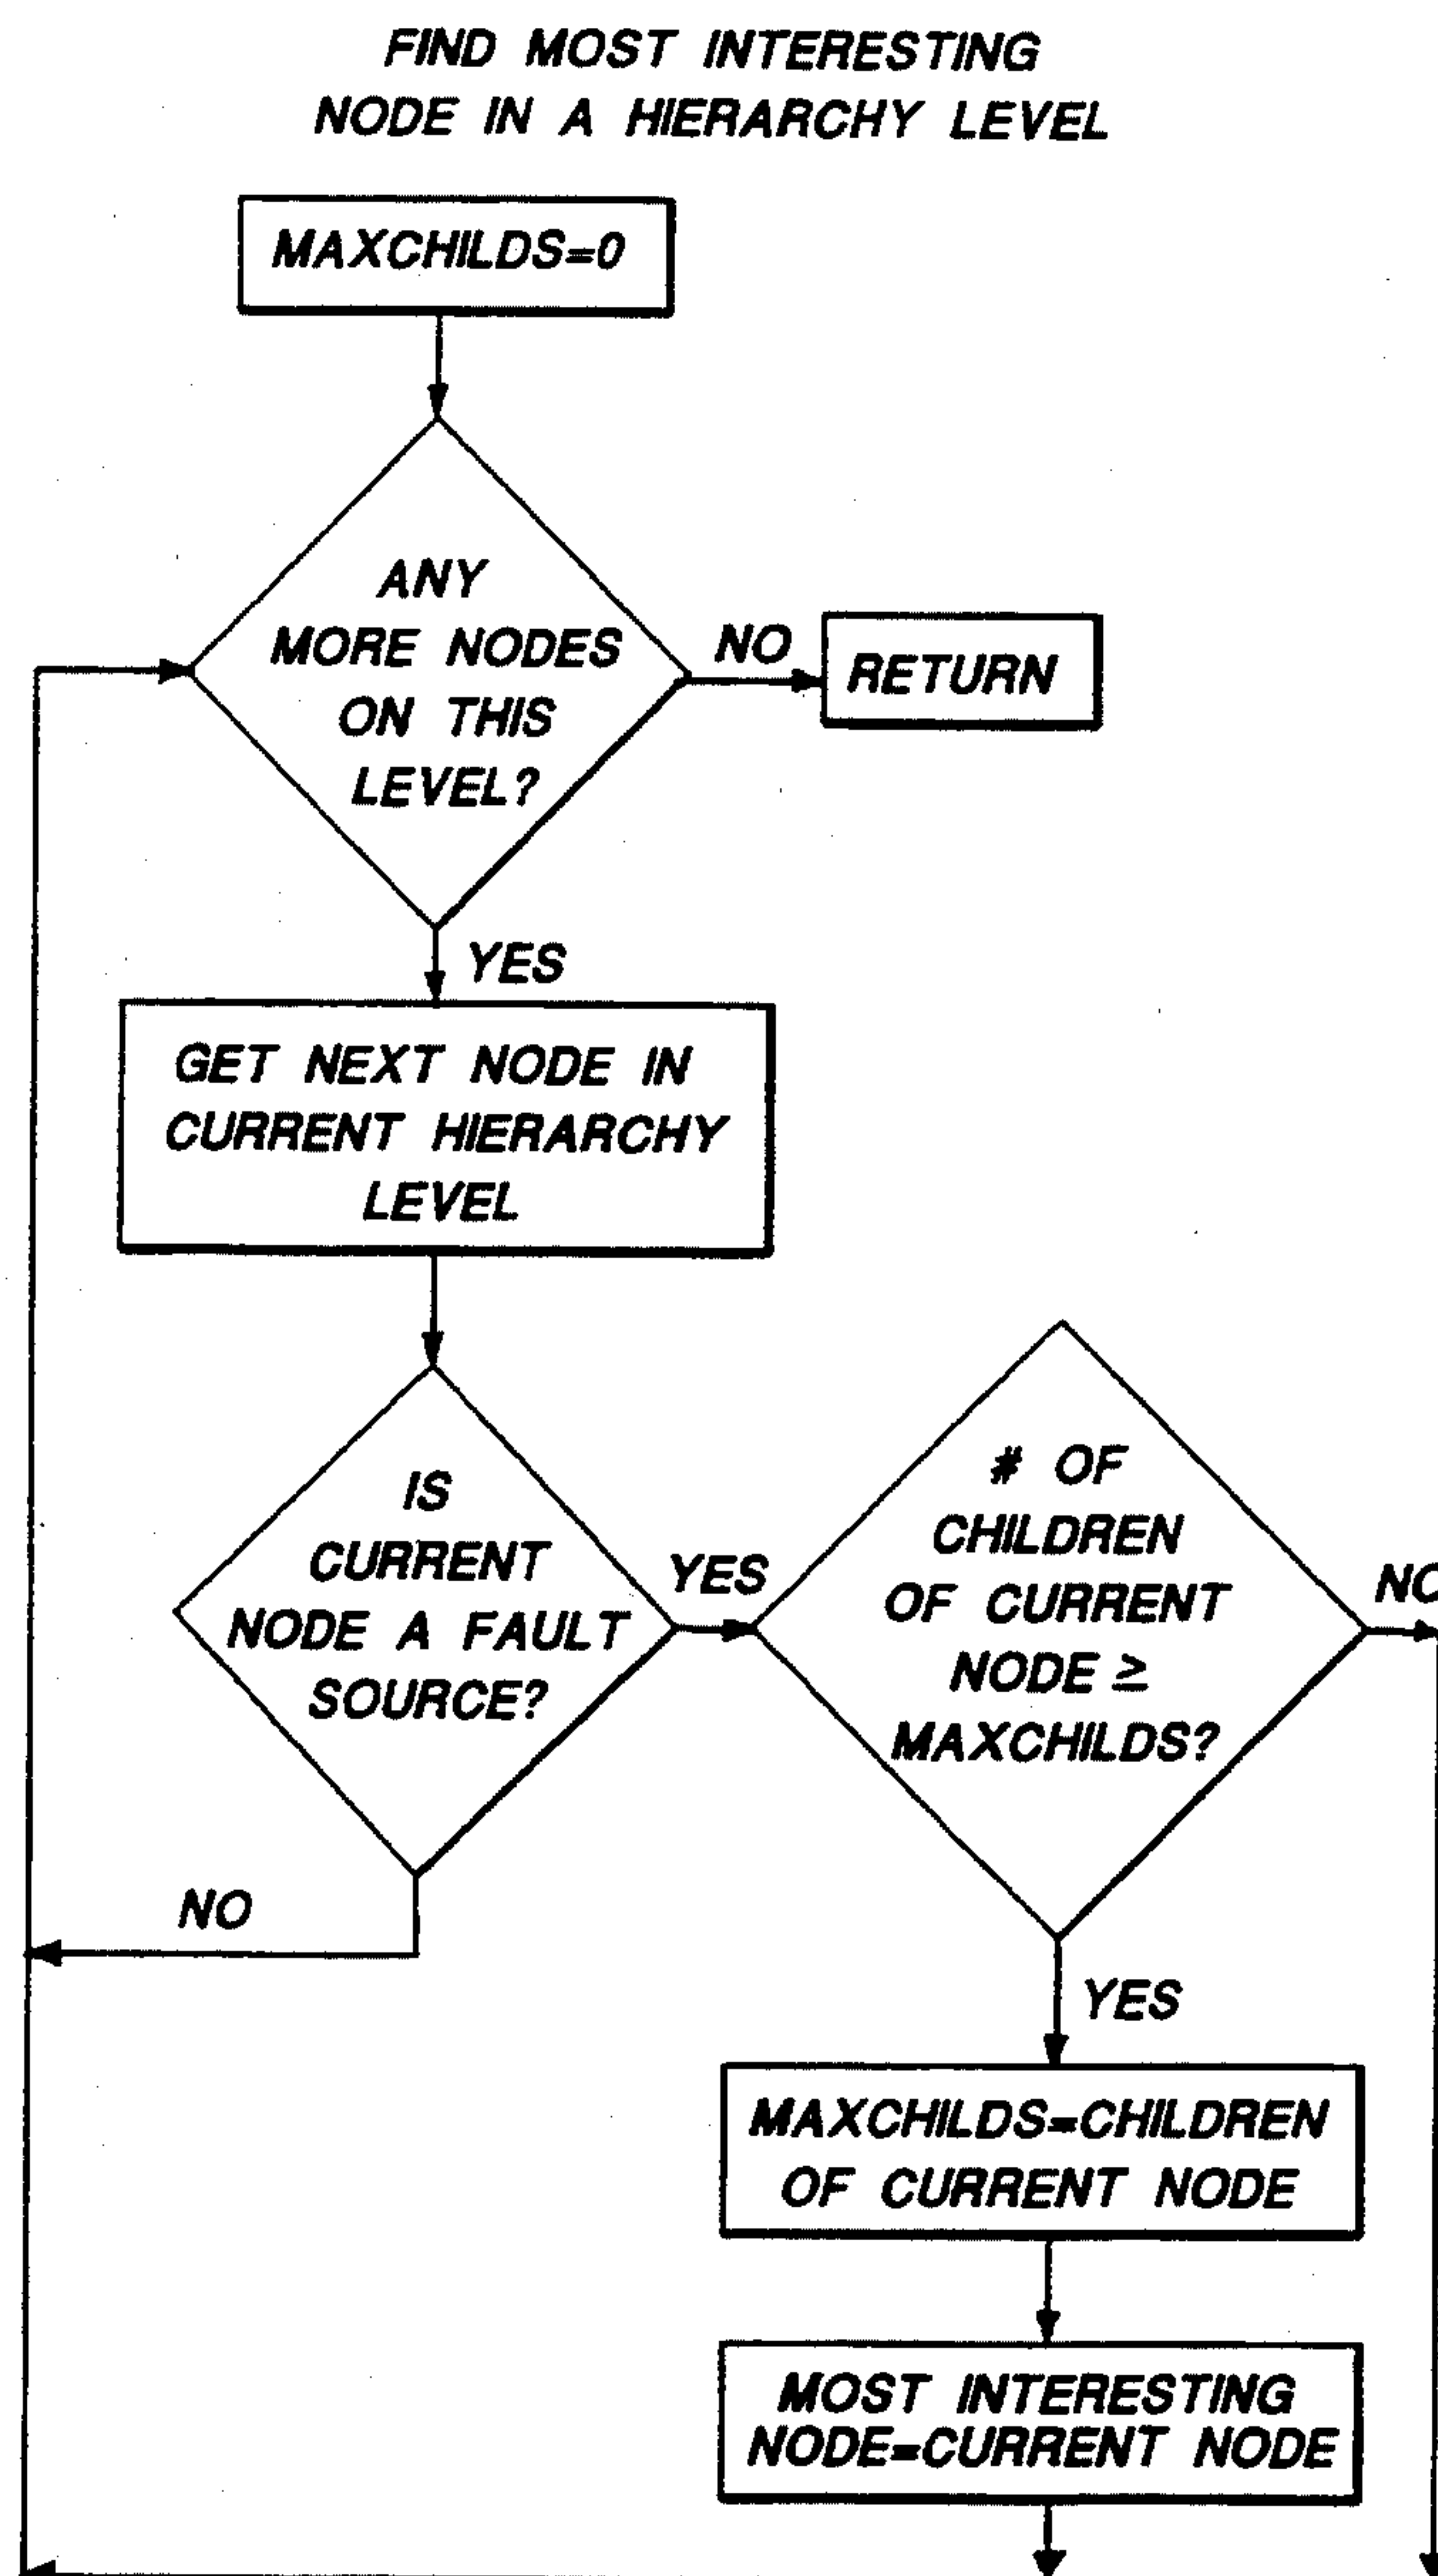 FIND MOST INTERESTING
NODE IN A HIERARCHY LEVEL
MAXCHILDS=0
ANY
MORE NODES
ON THIS
LEVEL?
NO
RETURN
YES
GET NEXT NODE IN
CURRENT HIERARCHY
LEVEL
IS
CURRENT
NODE A FAULT
SOURCE?
YES
# OF
CHILDREN
OF CURRENT
NODE ≥
MAXCHILDS?
NO
NO
YES
MAXCHILDS=CHILDREN
OF CURRENT NODE
MOST INTERESTING
NODE=CURRENT NODE